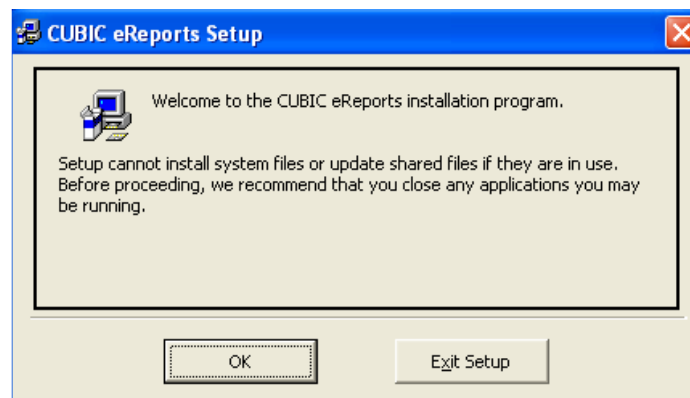 CUBIC eReports Setup
Welcome to the CUBIC eReports installation program.
Setup cannot install system files or update shared files if they are in use.
Before proceeding, we recommend that you close any applications you may
be running.
OK
Exit Setup